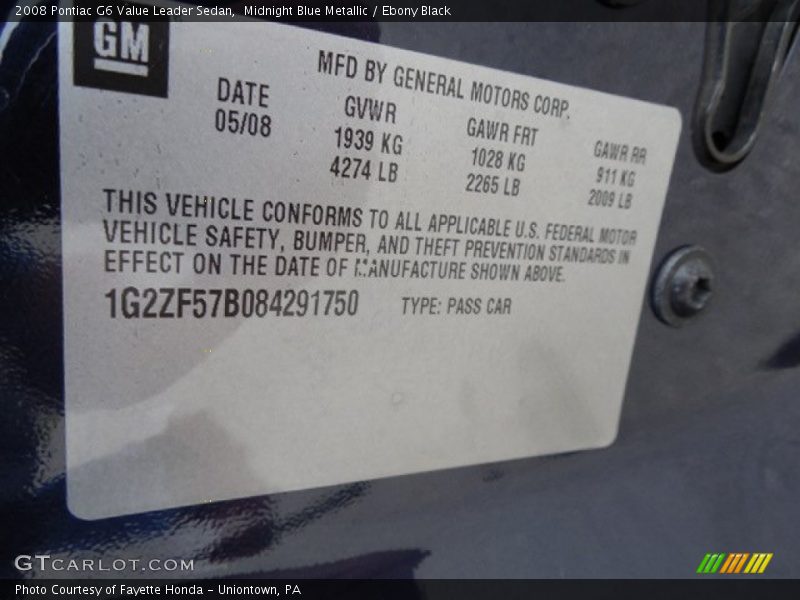 2008 Pontiac G6 Value Leader Sedan,  Midnight Blue Metallic / Ebony Black
GM
MFD BY GENERAL MOTORS CORP.
DATE GVWR GAWR FRT GAWR RR
05/08 1939 KG 1028 KG 911 KG
4274 LB 2265 LB 2009 LB
THIS VEHICLE CONFORMS TO ALL APPLICABLE U.S. FEDERAL MOTOR
VEHICLE SAFETY, BUMPER, AND THEFT PREVENTION STANDARDS IN
EFFECT ON THE DATE OF MANUFACTURE SHOWN ABOVE.
1G2ZF57B084291750 TYPE: PASS CAR
GTCARLOT.COM
Photo Courtesy of Fayette Honda - Uniontown, PA